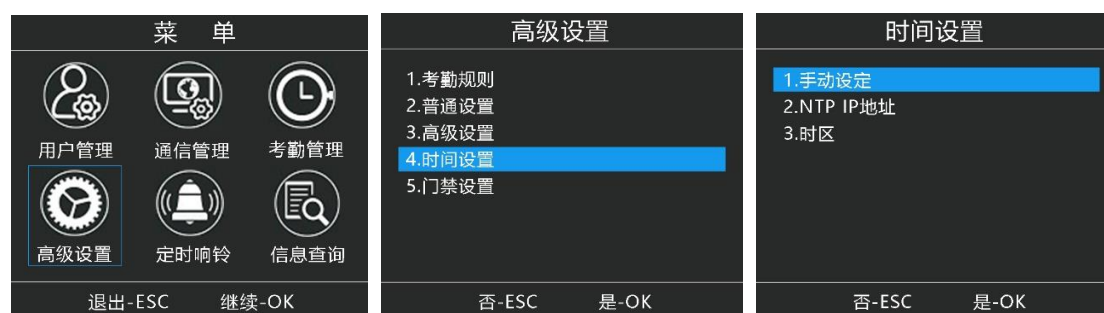 菜 单
用户管理 通信管理 考勤管理
高级设置 定时响铃 信息查询
退出-ESC 继续-OK
高级设置
1.考勤规则
2.普通设置
3.高级设置
4.时间设置
5.门禁设置
否-ESC 是-OK
时间设置
1.手动设定
2.NTP IP地址
3.时区
否-ESC 是-OK